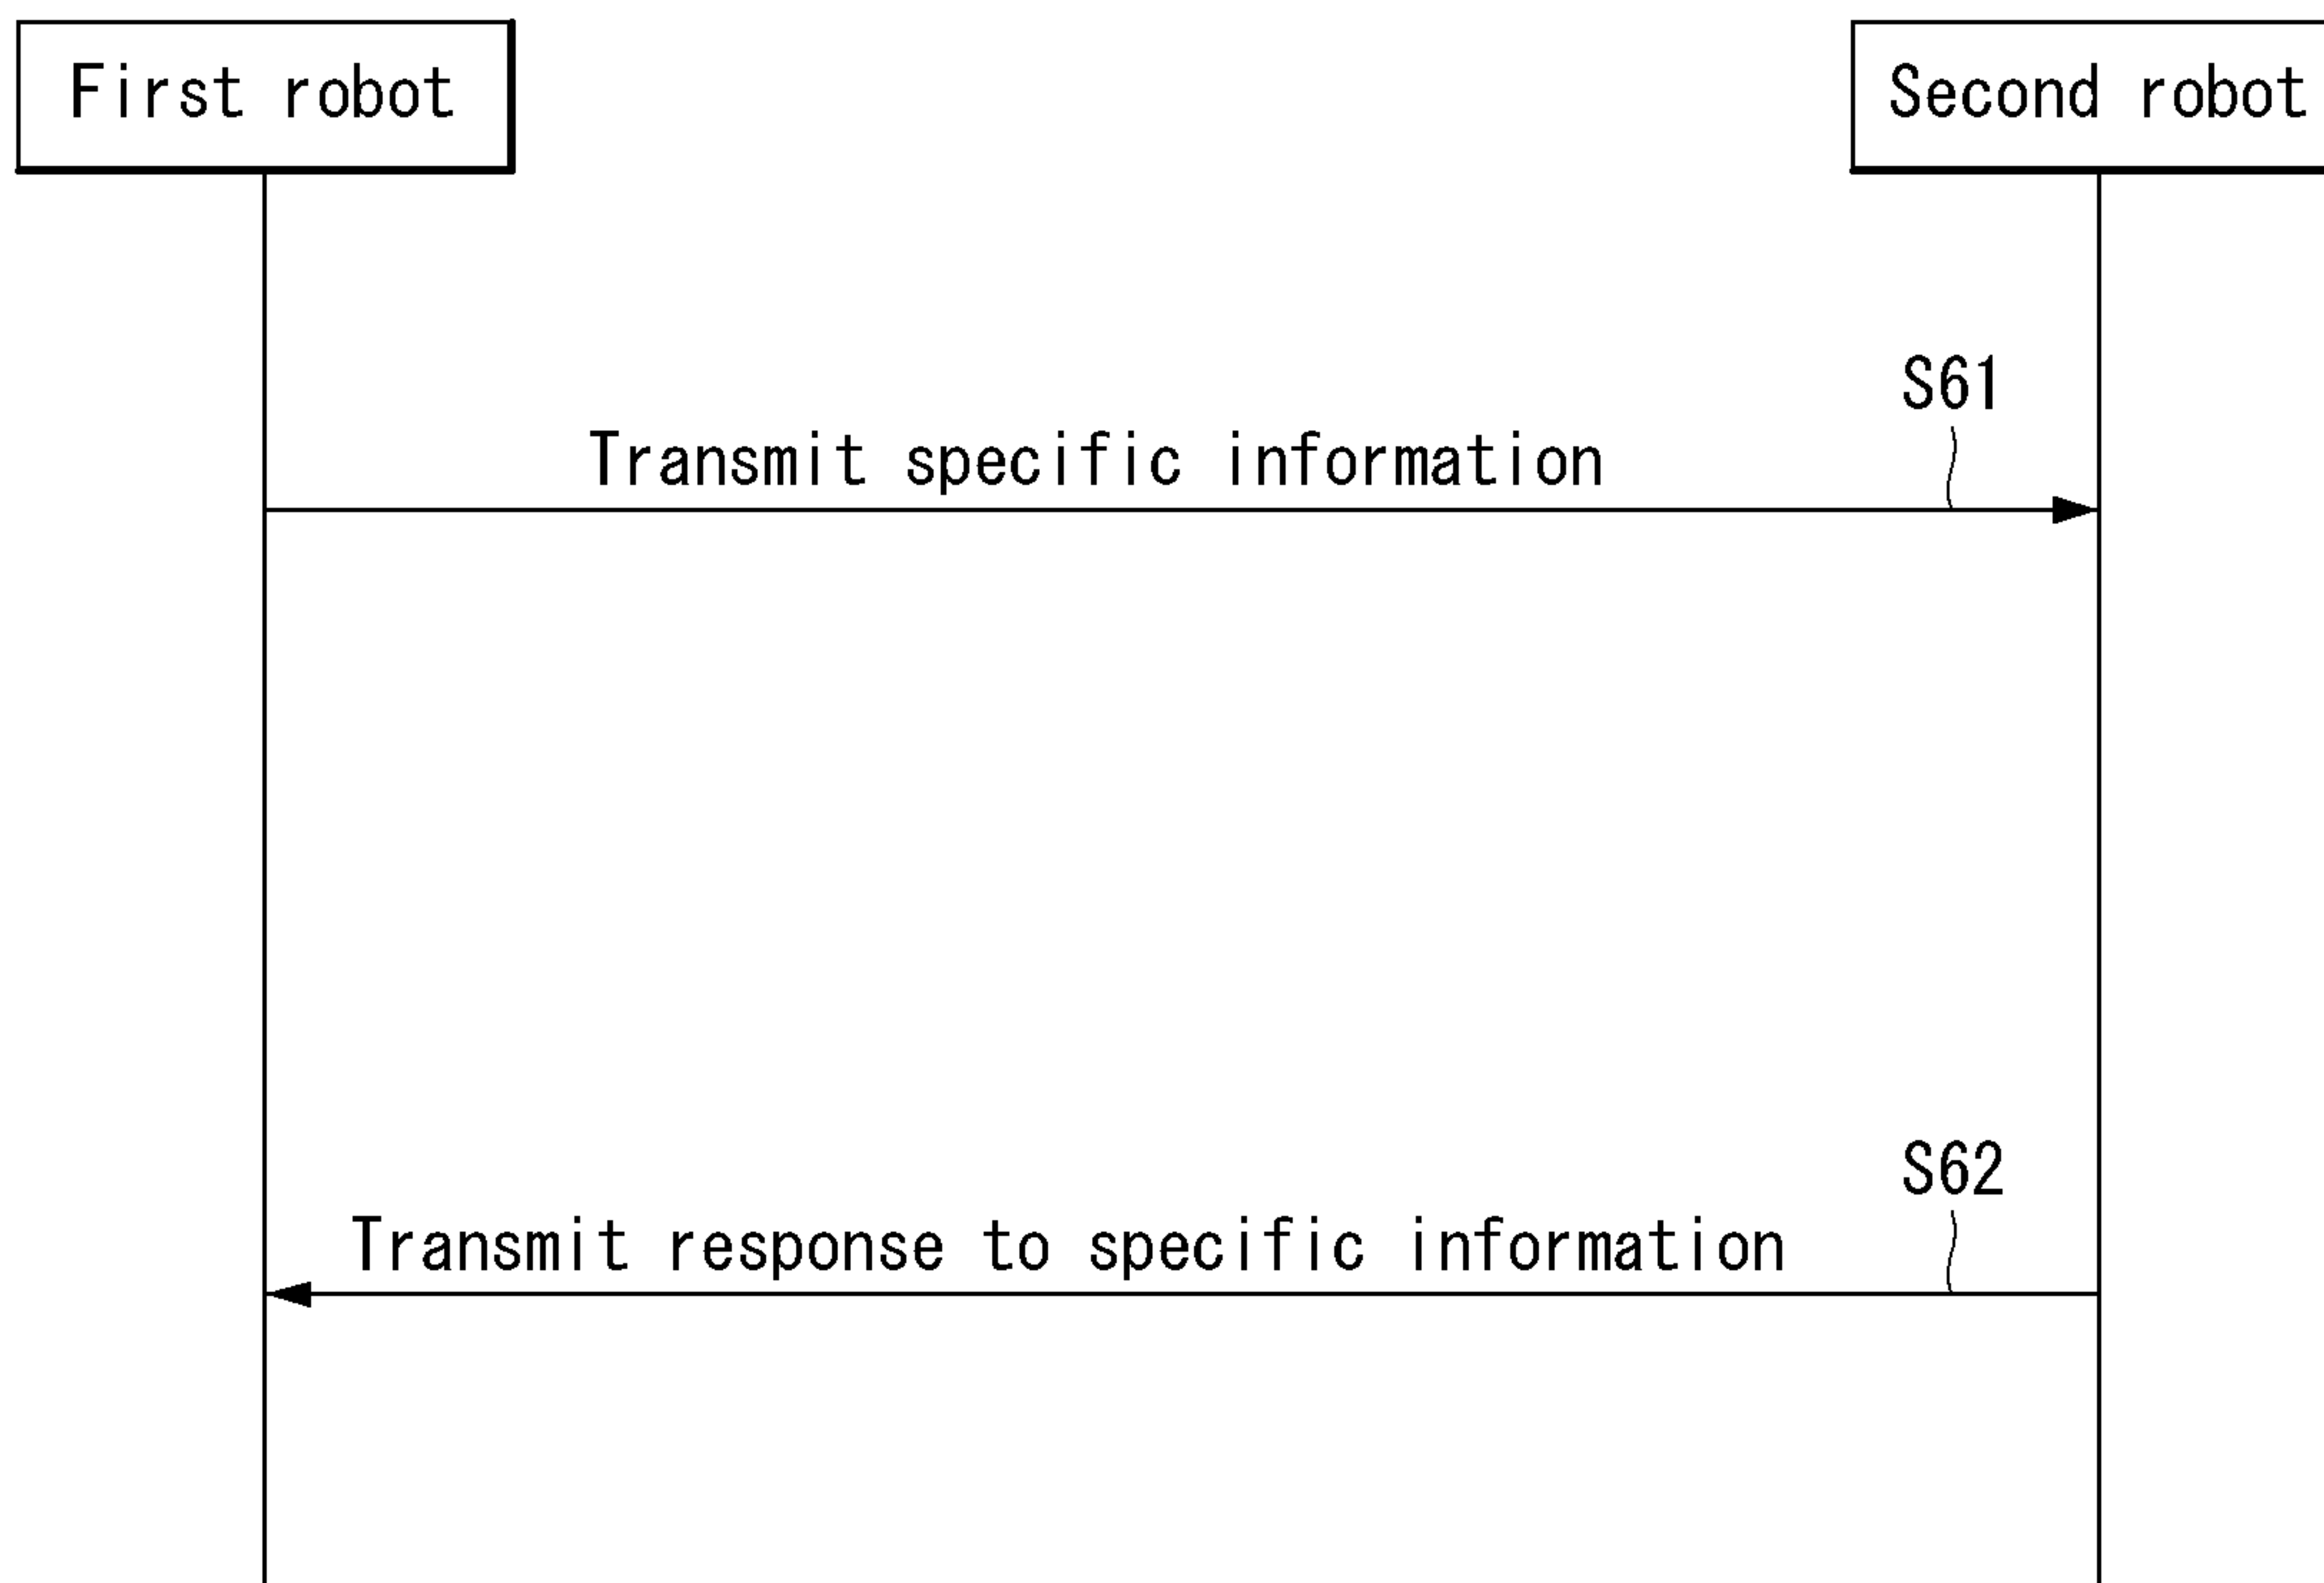 First robot
Second robot
S61
Transmit specific information
S62
Transmit response to specific information